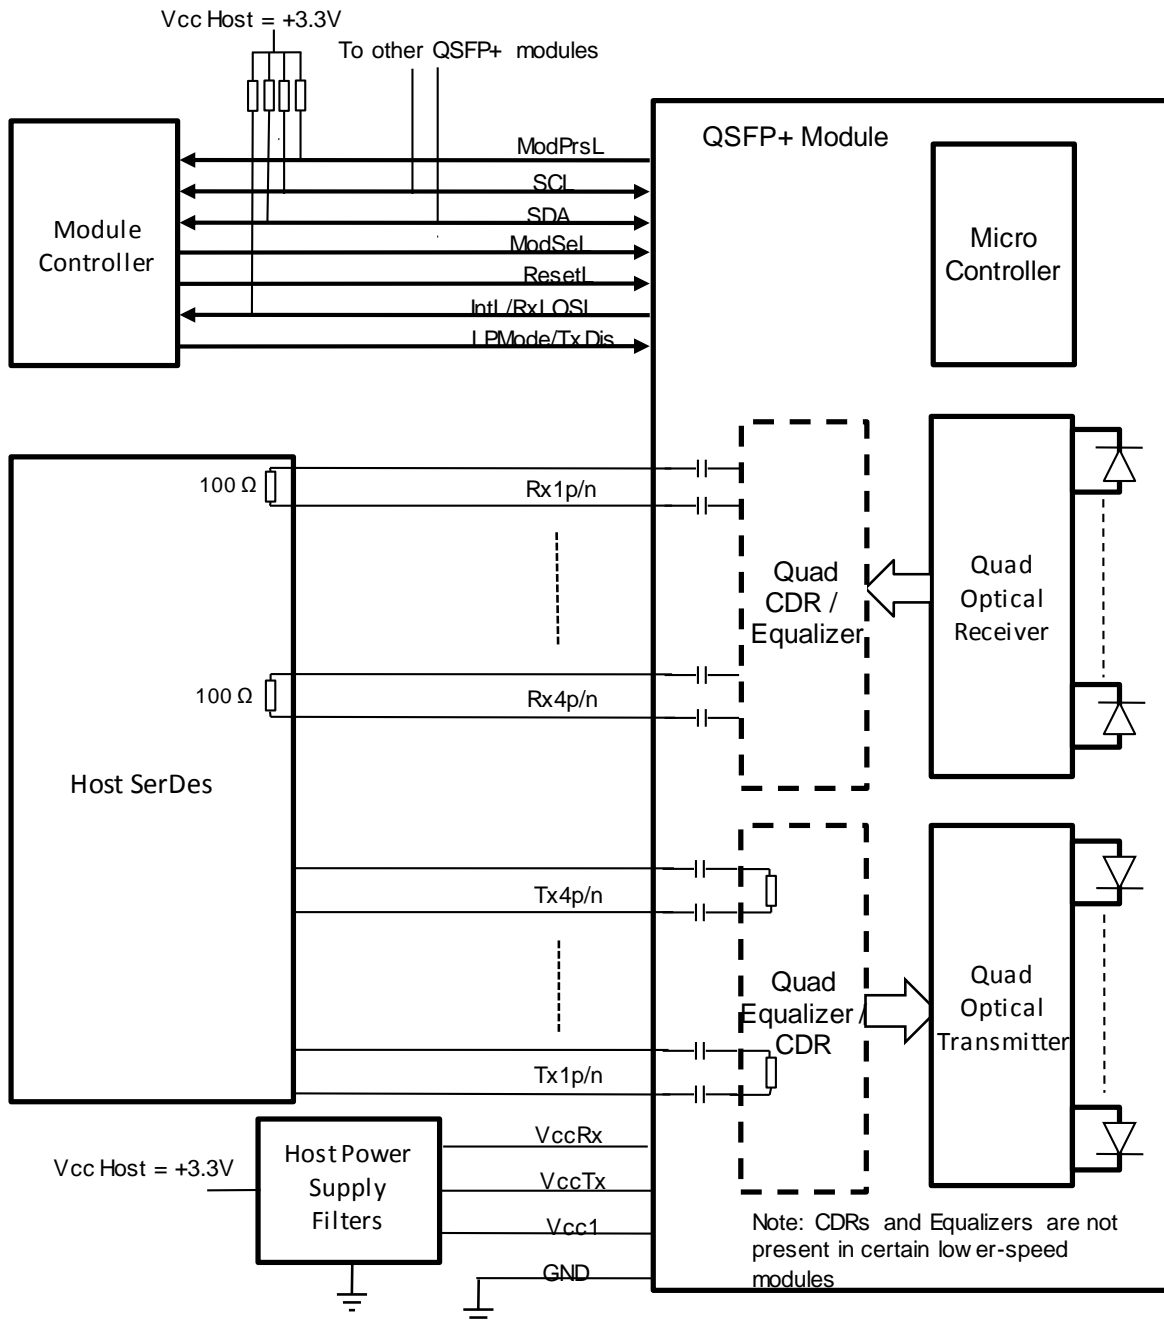 Vcc Host = +3.3V
To other QSFP+ modules
QSFP+ Module
ModPrsL
SCL
SDA
ModSeL
ResetL
IntL/RxLOSL
LPMode/TxDis
Module
Controller
Micro
Controller
100 Ω
Rx1p/n
Quad
CDR /
Equalizer
Quad
Optical
Receiver
100 Ω
Rx4p/n
Host SerDes
Tx4p/n
Quad
Equalizer /
CDR
Quad
Optical
Transmitter
Tx1p/n
Vcc Host = +3.3V
Host Power
Supply
Filters
VccRx
VccTx
Vcc1
GND
Note: CDRs and Equalizers are not
present in certain lower-speed
modules